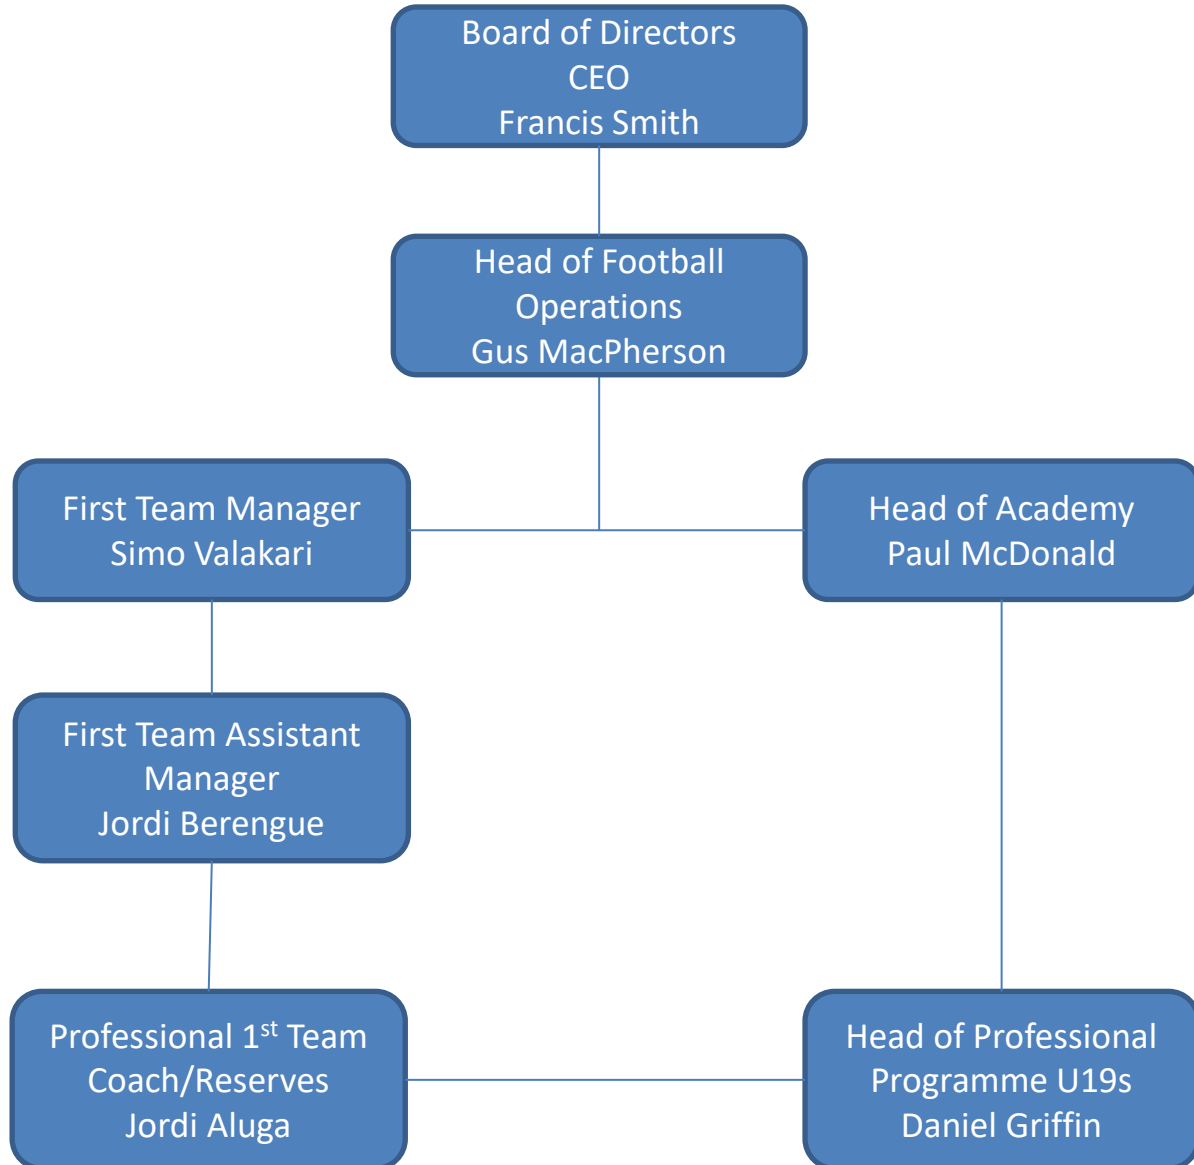 Board of Directors
CEO
Francis Smith
Head of Football
Operations
Gus MacPherson
First Team Manager
Simo Valakari
Head of Academy
Paul McDonald
First Team Assistant
Manager
Jordi Berengue
Professional 1st Team
Coach/Reserves
Jordi Aluga
Head of Professional
Programme U19s
Daniel Griffin